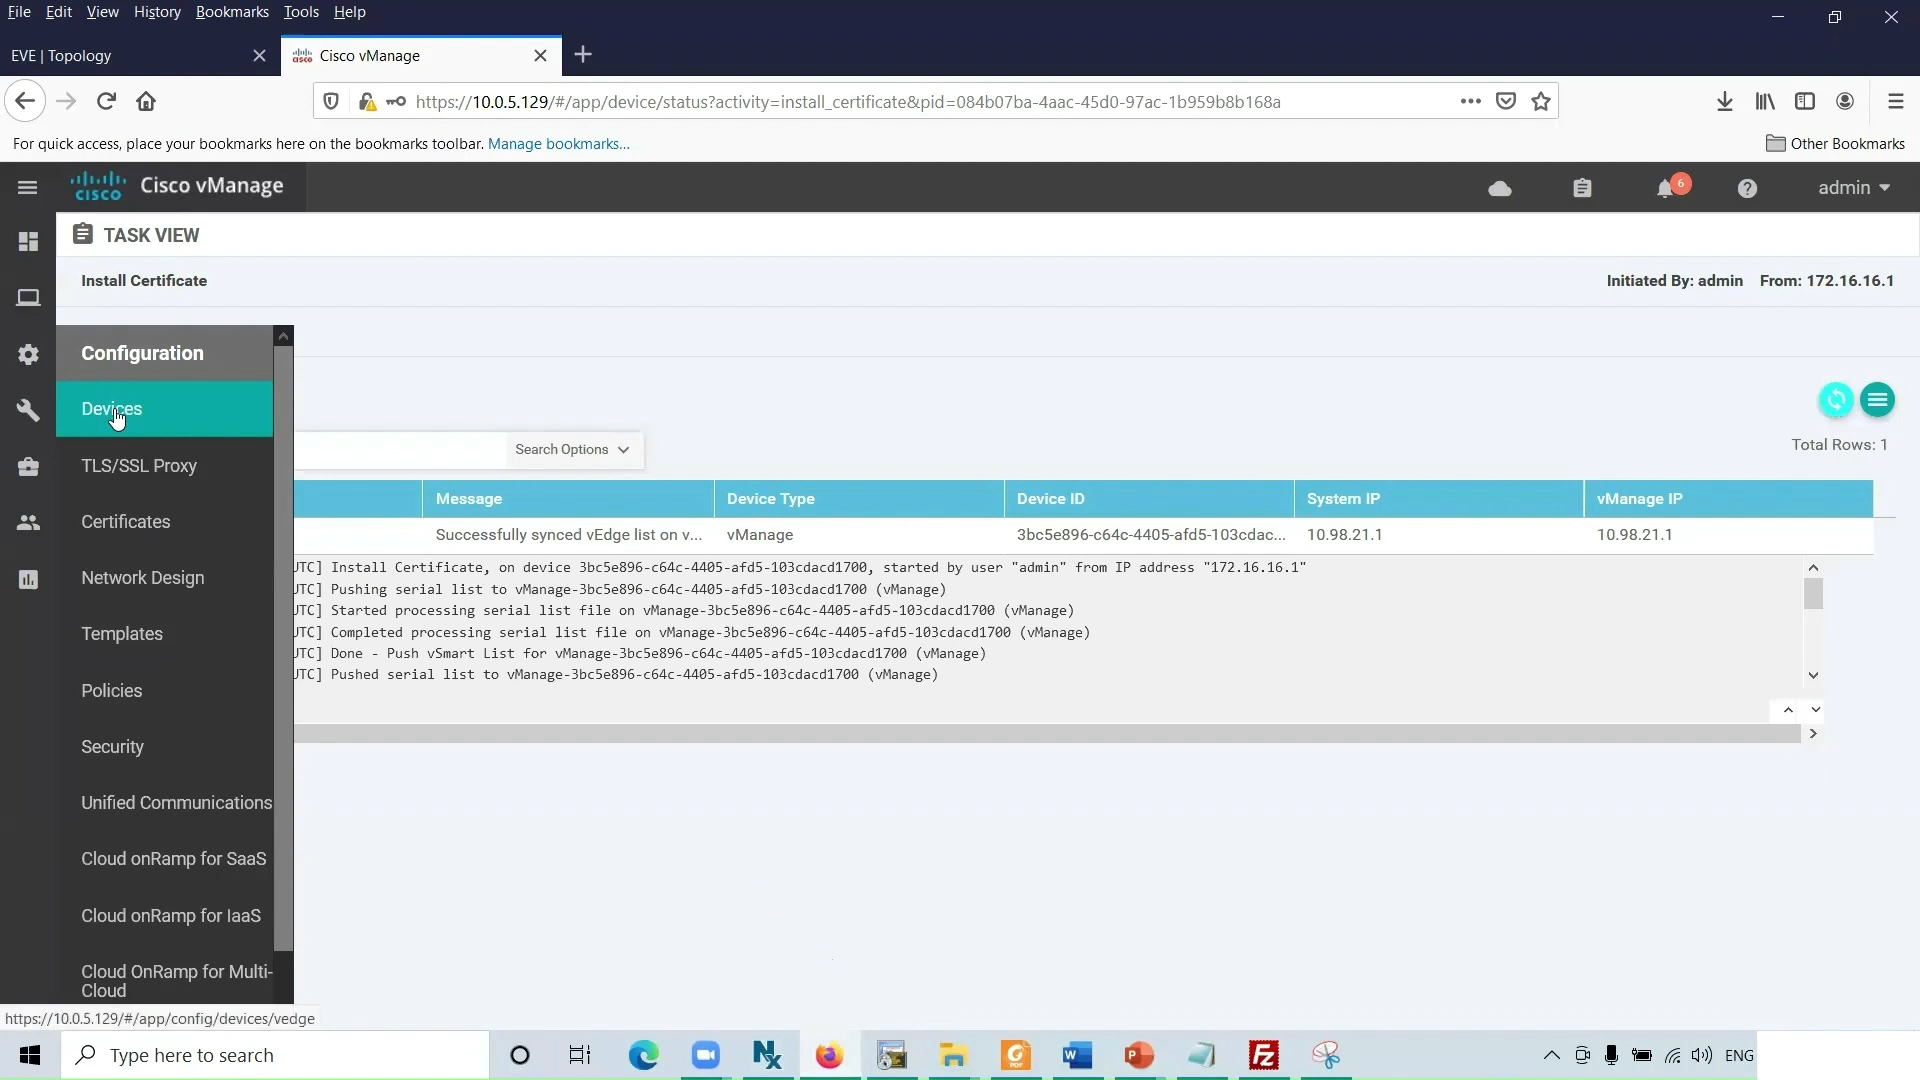 File Edit View History Bookmarks Tools Help
EVE | Topology
Cisco vManage
https://10.0.5.129/#/app/device/status?activity=install_certificate&pid=084b07ba-4aac-45d0-97ac-1b959b8b168a
For quick access, place your bookmarks here on the bookmarks toolbar. Manage bookmarks...
Other Bookmarks
CISCO
Cisco vManage
6
admin
TASK VIEW
Install Certificate
Initiated By: admin From: 172.16.16.1
Configuration
Devices
TLS/SSL Proxy
Certificates
Network Design
Templates
Policies
Security
Unified Communications
Cloud onRamp for SaaS
Cloud onRamp for IaaS
Cloud OnRamp for Multi-
Cloud
Search Options
Total Rows: 1
Message Device Type Device ID System IP vManage IP
Successfully synced vEdge list on v... vManage 3bc5e896-c64c-4405-afd5-103cdac... 10.98.21.1 10.98.21.1
UTC] Install Certificate, on device 3bc5e896-c64c-4405-afd5-103cdacd1700, started by user "admin" from IP address "172.16.16.1"
UTC] Pushing serial list to vManage-3bc5e896-c64c-4405-afd5-103cdacd1700 (vManage)
UTC] Started processing serial list file on vManage-3bc5e896-c64c-4405-afd5-103cdacd1700 (vManage)
UTC] Completed processing serial list file on vManage-3bc5e896-c64c-4405-afd5-103cdacd1700 (vManage)
UTC] Done - Push vSmart List for vManage-3bc5e896-c64c-4405-afd5-103cdacd1700 (vManage)
UTC] Pushed serial list to vManage-3bc5e896-c64c-4405-afd5-103cdacd1700 (vManage)
https://10.0.5.129/#/app/config/devices/vedge
Type here to search
ENG